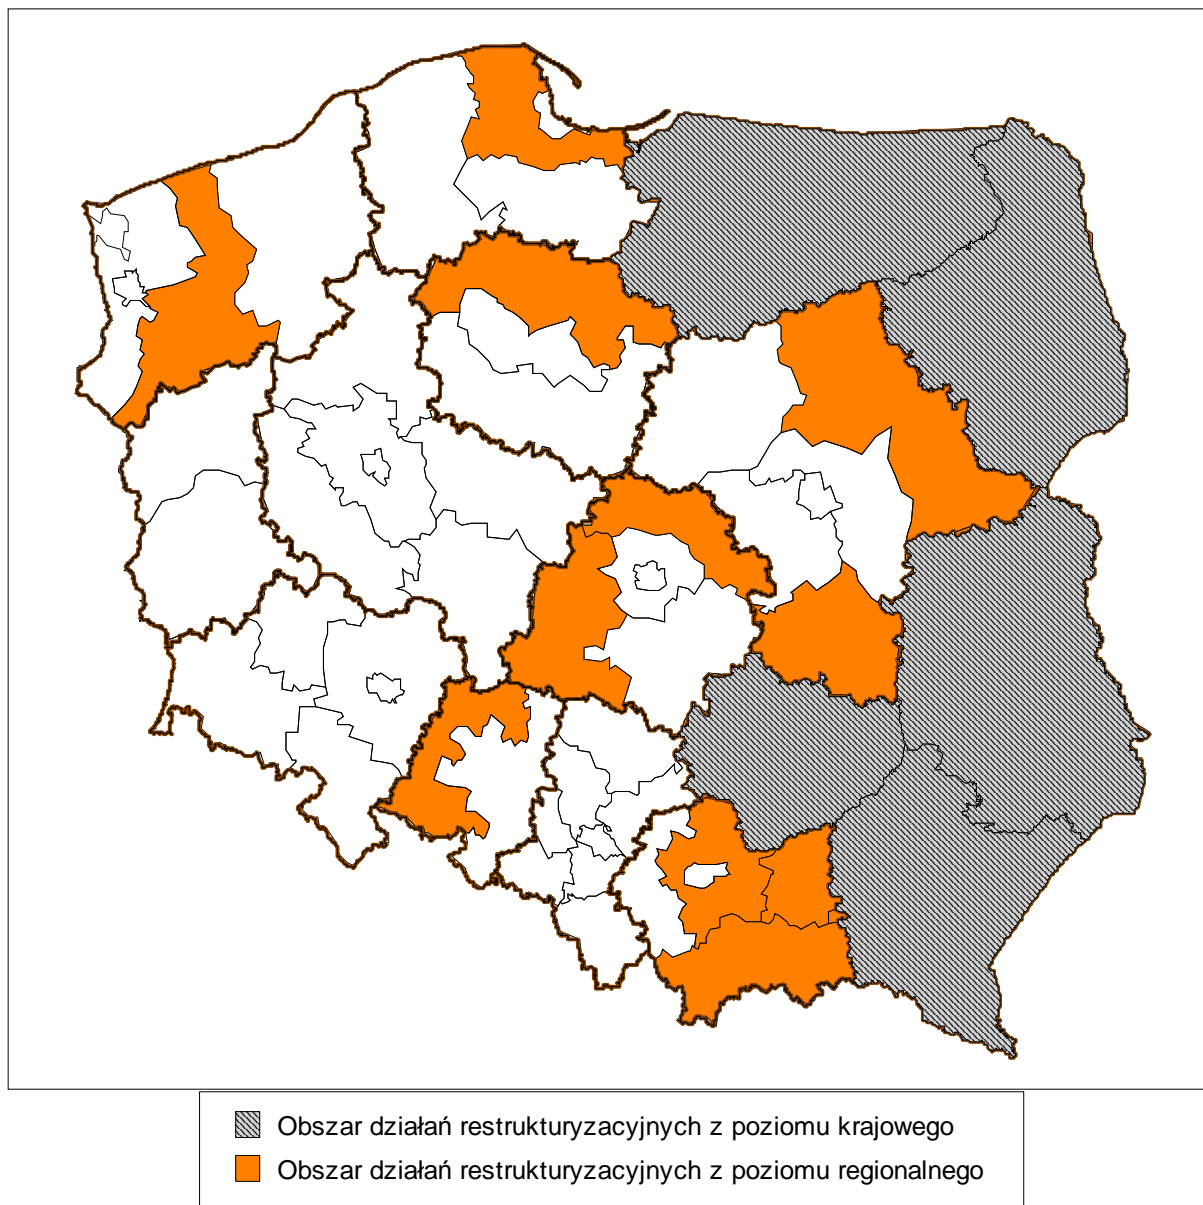 Obszar działań restrukturyzacyjnych z poziomu krajowego
Obszar działań restrukturyzacyjnych z poziomu regionalnego